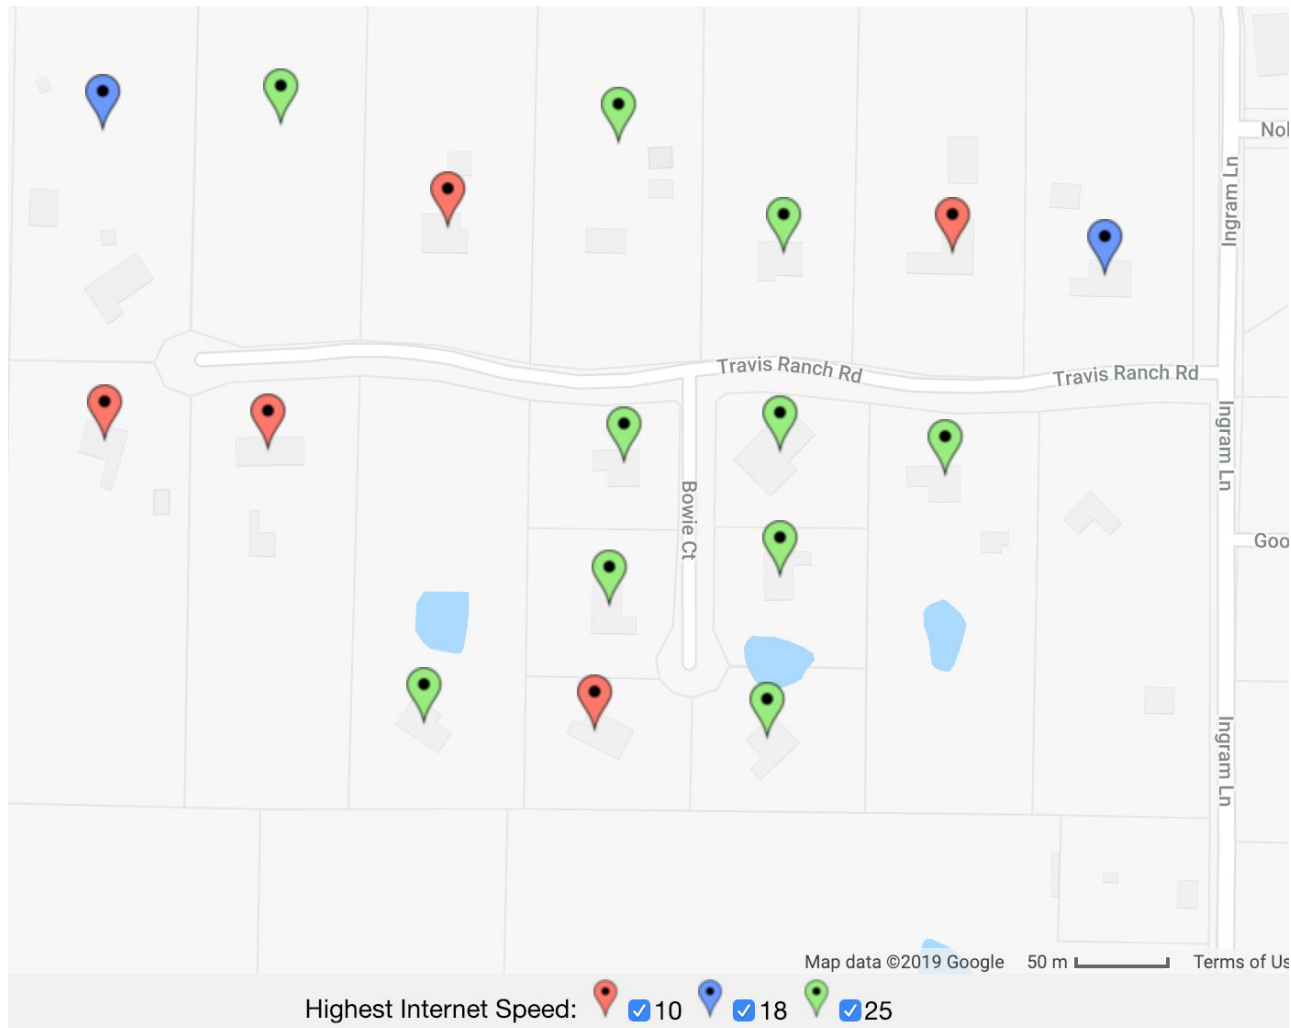 Nol
Ingram Ln
Travis Ranch Rd
Travis Ranch Rd
Ingram Ln
Bowie Ct
Goo
Ingram Ln
Map data ©2019 Google 50 m Terms of Us
Highest Internet Speed: 10 18 25